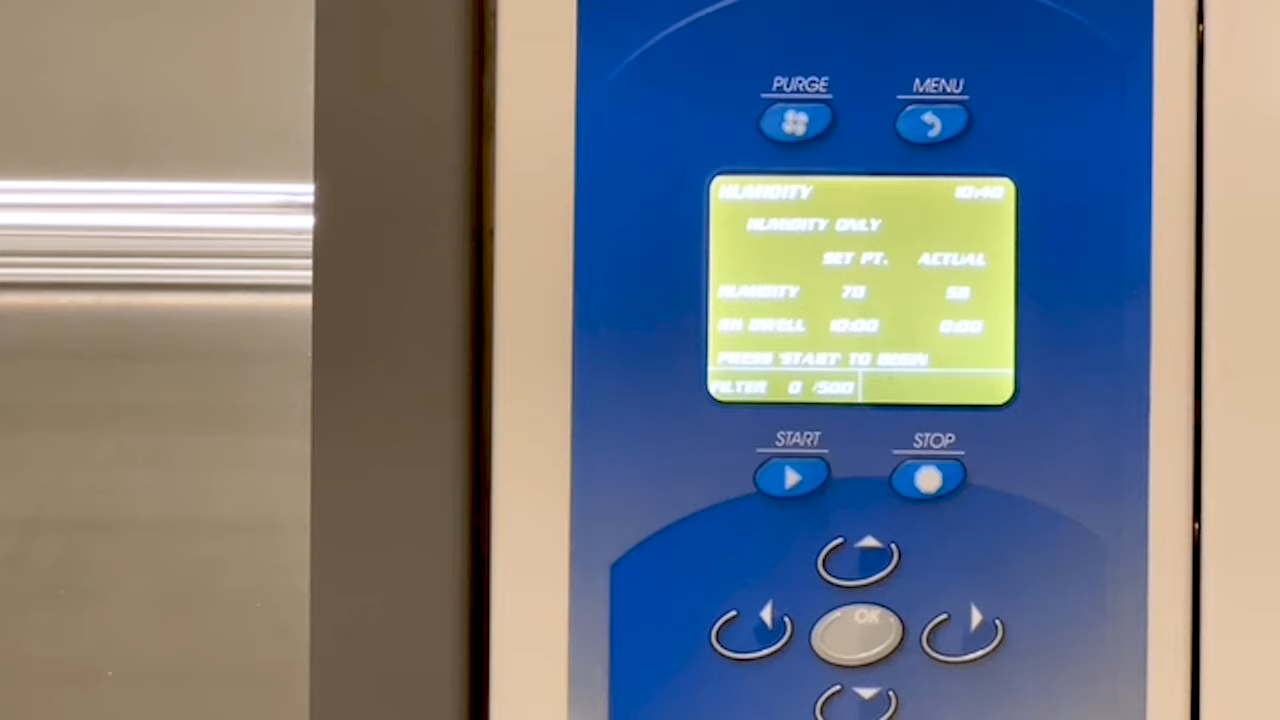 PURGE MENU
HUMIDITY 10:40
HUMIDITY ONLY
SET PT. ACTUAL
HUMIDITY 70 58
RH DWELL 10:00 0:00
PRESS 'START' TO BEGIN
FILTER 0 /500
START STOP
OK